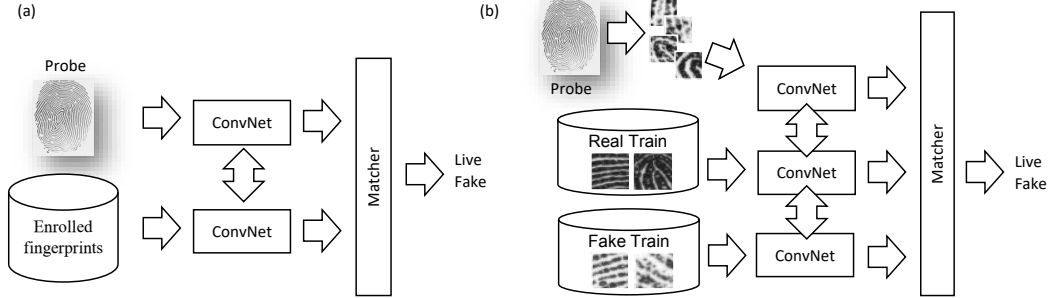 (a)
Probe
ConvNet
Enrolled
fingerprints
ConvNet
Matcher
Live
Fake
(b)
Probe
ConvNet
Real Train
ConvNet
Fake Train
ConvNet
Matcher
Live
Fake